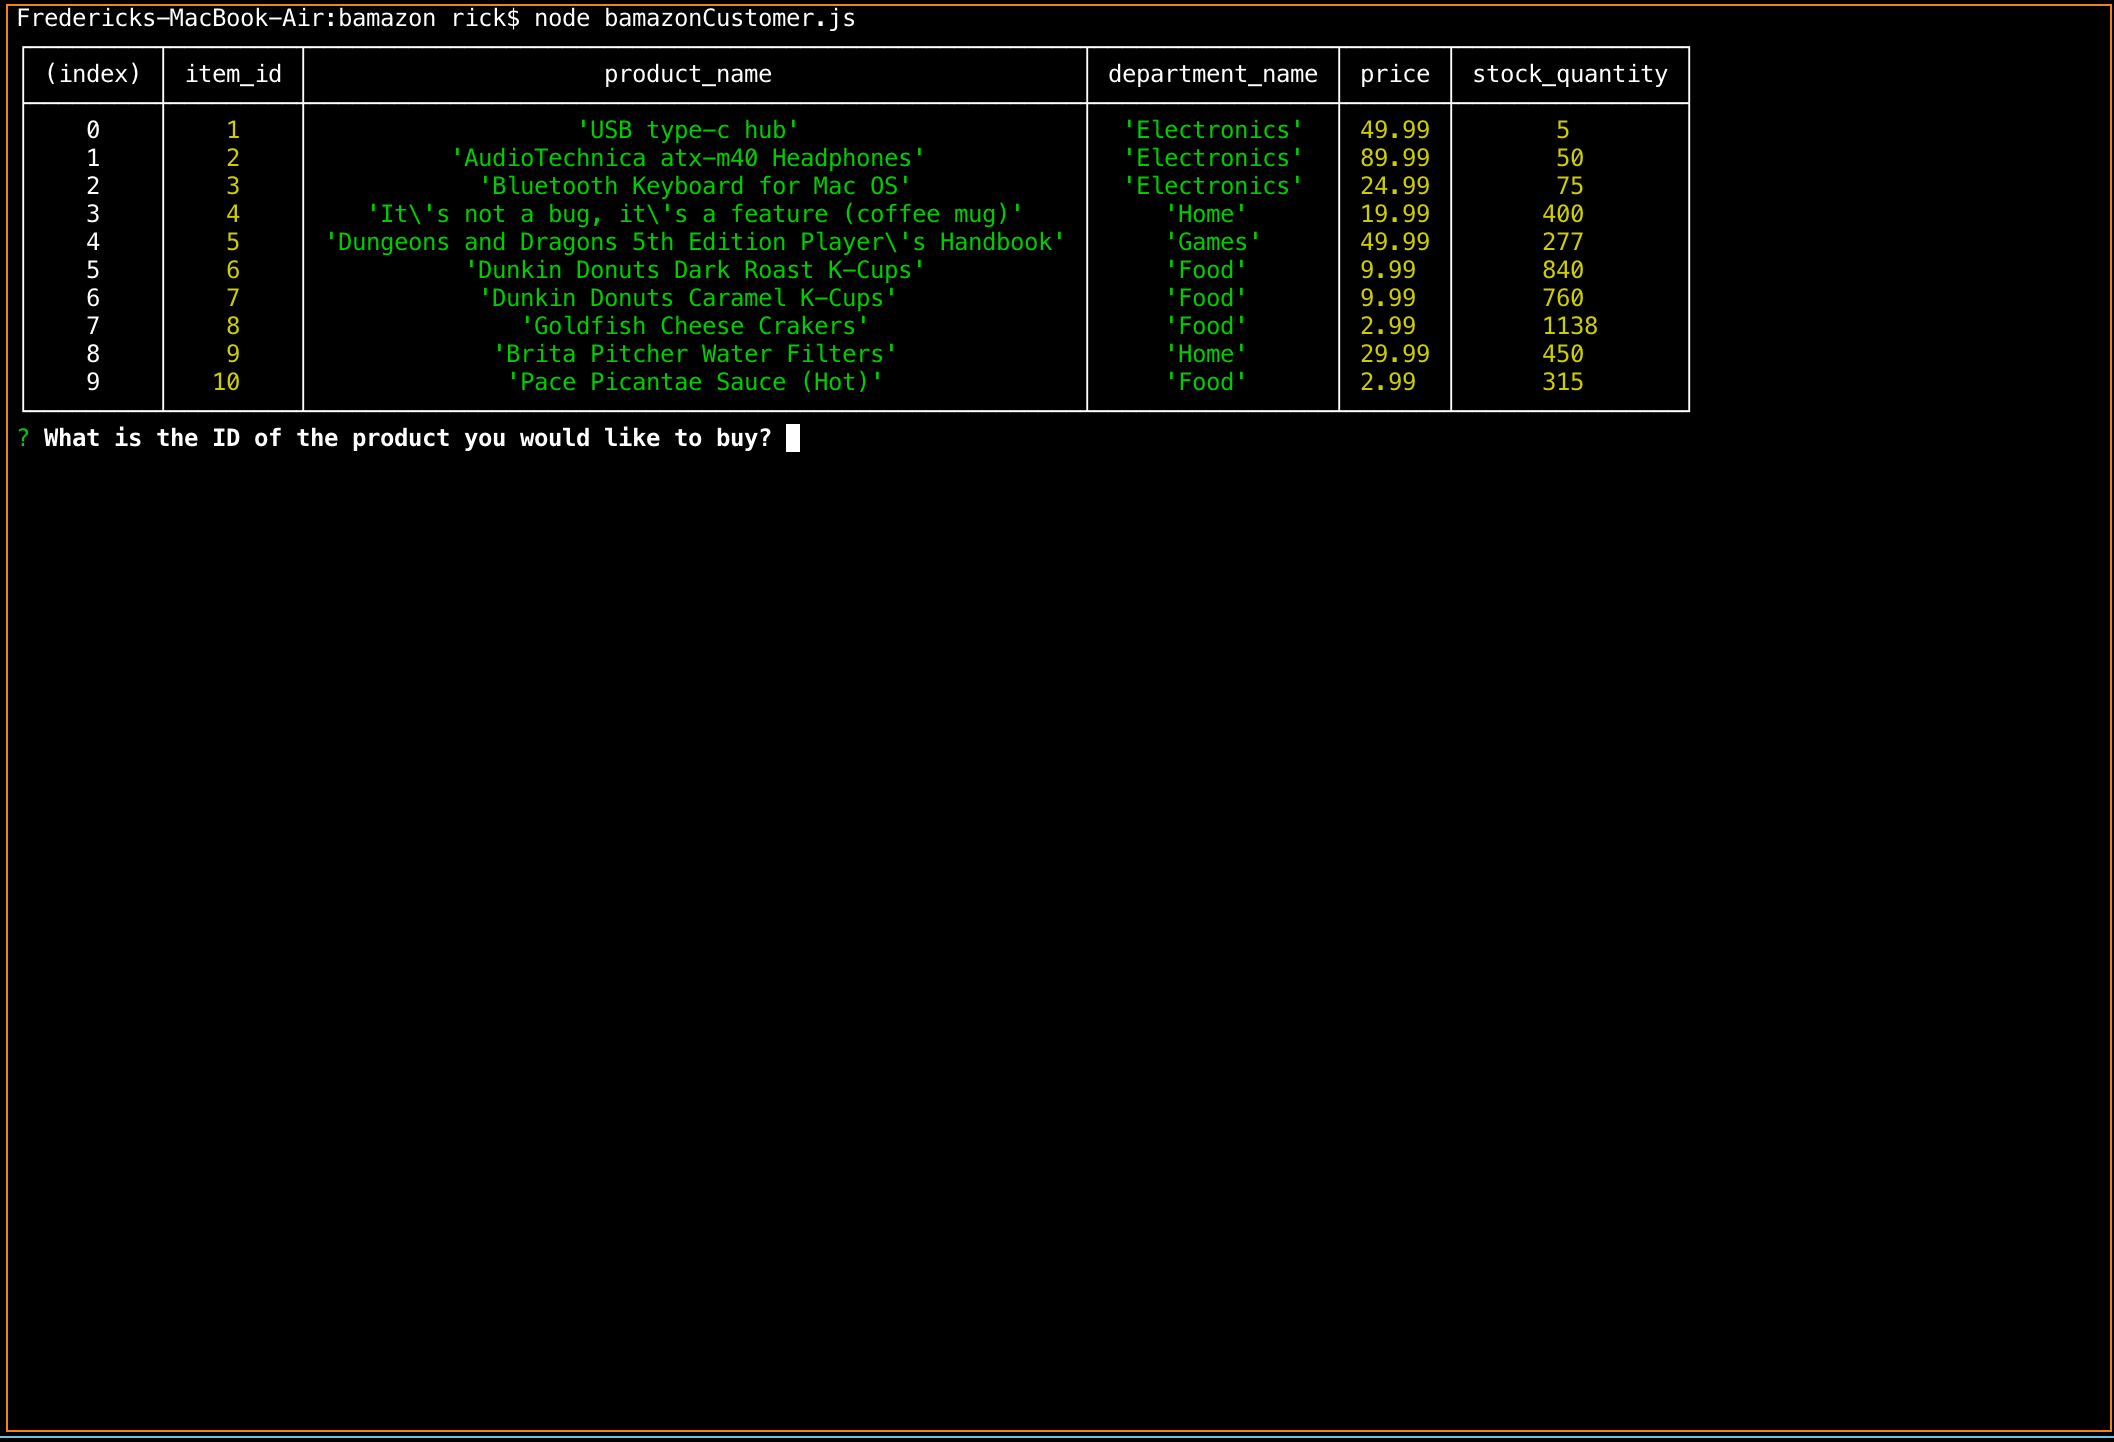 Fredericks-MacBook-Air:bamazon rick$ node bamazonCustomer.js
(index) item_id product_name department_name price stock_quantity
0 1 'USB type-c hub' 'Electronics' 49.99 5
1 2 'AudioTechnica atx-m40 Headphones' 'Electronics' 89.99 50
2 3 'Bluetooth Keyboard for Mac OS' 'Electronics' 24.99 75
3 4 'It\'s not a bug, it\'s a feature (coffee mug)' 'Home' 19.99 400
4 5 'Dungeons and Dragons 5th Edition Player\'s Handbook' 'Games' 49.99 277
5 6 'Dunkin Donuts Dark Roast K-Cups' 'Food' 9.99 840
6 7 'Dunkin Donuts Caramel K-Cups' 'Food' 9.99 760
7 8 'Goldfish Cheese Crakers' 'Food' 2.99 1138
8 9 'Brita Pitcher Water Filters' 'Home' 29.99 450
9 10 'Pace Picantae Sauce (Hot)' 'Food' 2.99 315
? What is the ID of the product you would like to buy?